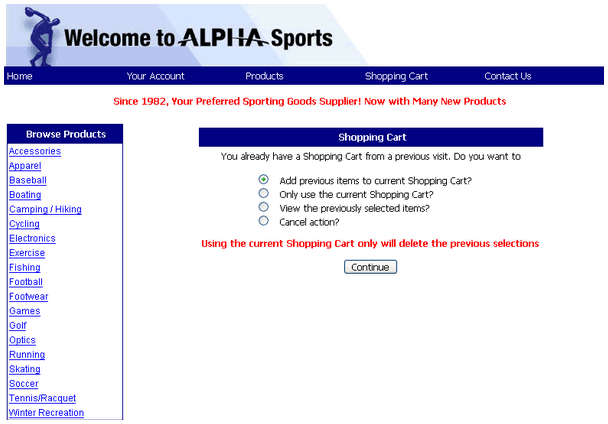 Welcome to ALPHA Sports
Home Your Account Products Shopping Cart Contact Us
Since 1982, Your Preferred Sporting Goods Supplier! Now with Many New Products
Browse Products
Accessories
Apparel
Baseball
Boating
Camping / Hiking
Cycling
Electronics
Exercise
Fishing
Football
Footwear
Games
Golf
Optics
Running
Skating
Soccer
Tennis/Racquet
Winter Recreation
Shopping Cart
You already have a Shopping Cart from a previous visit. Do you want to
Add previous items to current Shopping Cart?
Only use the current Shopping Cart?
View the previously selected items?
Cancel action?
Using the current Shopping Cart only will delete the previous selections
Continue